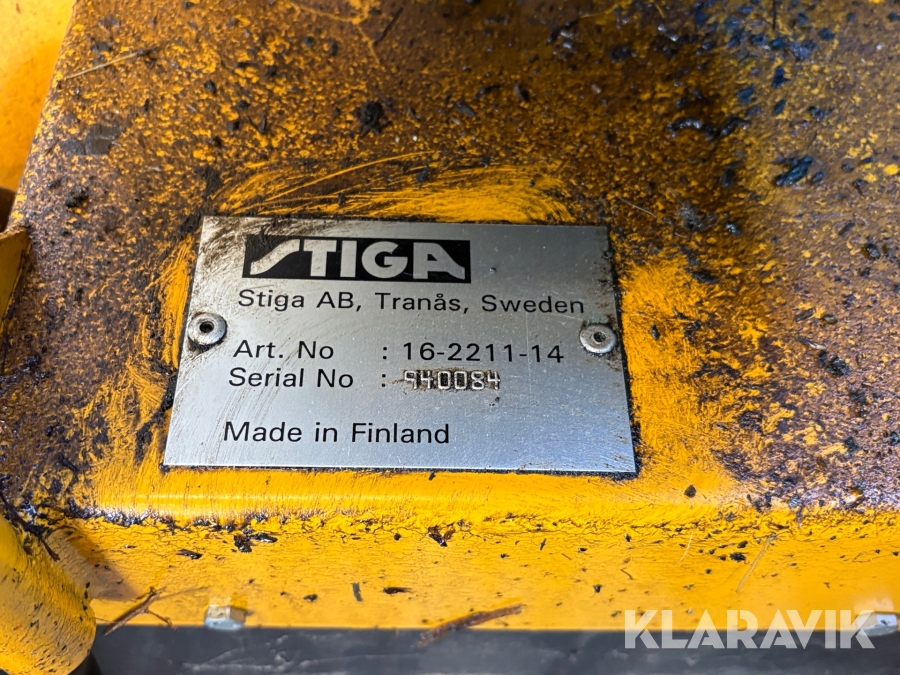 STIGA
Stiga AB, Tranås, Sweden
Art. No : 16-2211-14
Serial No : 940084
Made in Finland
KLARAVIK